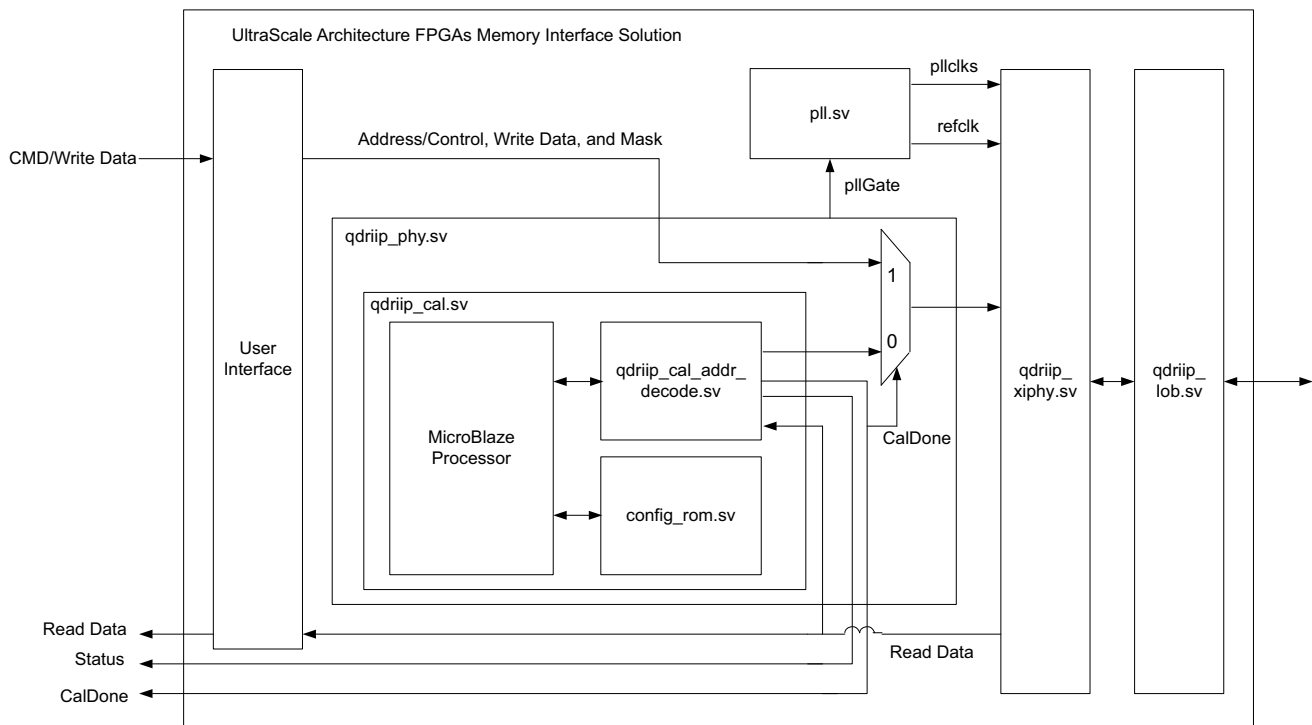 UltraScale Architecture FPGAs Memory Interface Solution
pllclks
pll.sv
refclk
Address/Control, Write Data, and Mask
CMD/Write Data
pllGate
qdriip_phy.sv
1
qdriip_cal.sv
0
User
Interface
qdriip_cal_addr_
decode.sv
qdriip_
xiphy.sv
qdriip_
lob.sv
MicroBlaze
Processor
CalDone
config_rom.sv
Read Data
Read Data
Status
CalDone